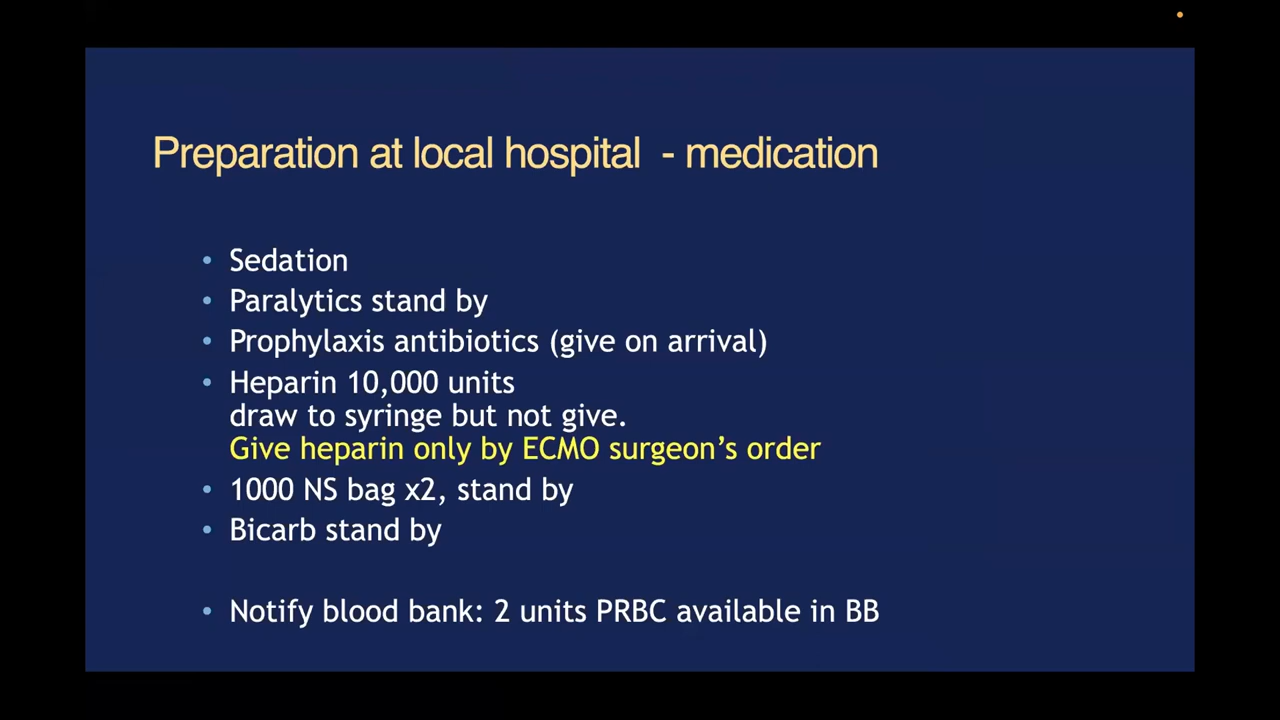 Preparation at local hospital - medication
• Sedation
• Paralytics stand by
• Prophylaxis antibiotics (give on arrival)
• Heparin 10,000 units
draw to syringe but not give.
Give heparin only by ECMO surgeon’s order
• 1000 NS bag x2, stand by
• Bicarb stand by
• Notify blood bank: 2 units PRBC available in BB